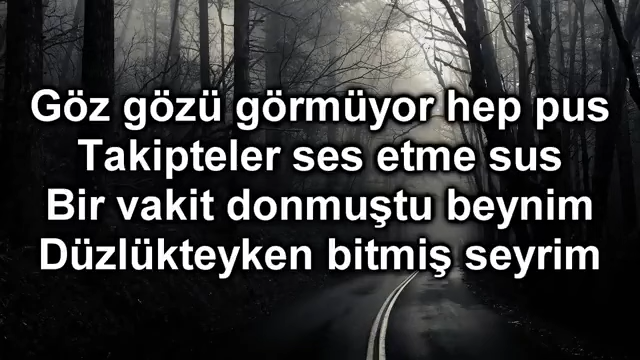 Göz gözü görmüyor hep pus
Takipteler ses etme sus
Bir vakit donmuştu beynim
Düzlükteyken bitmiş seyrim